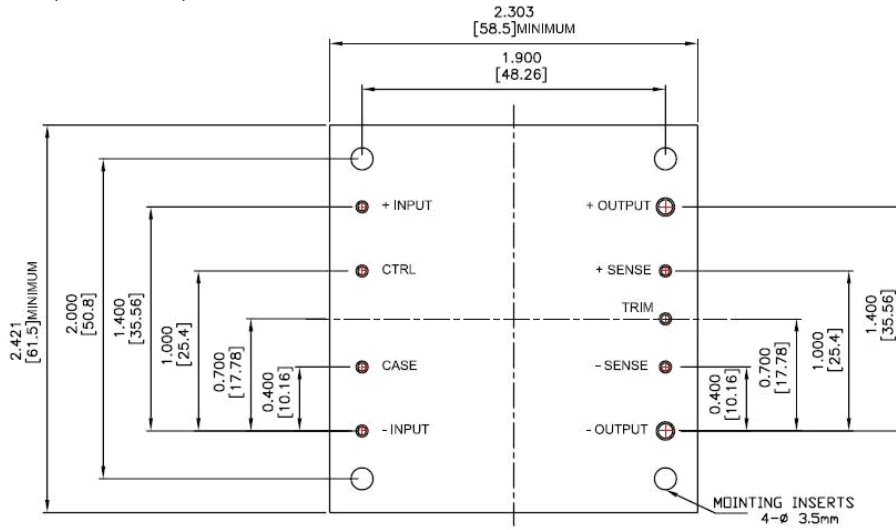 2.303
[58.5]MINIMUM
1.900
[48.26]
+ INPUT
+ OUTPUT
CTRL
+ SENSE
TRIM
CASE
- SENSE
- INPUT
- OUTPUT
2.421
[61.5]MINIMUM
2.000
[50.8]
1.400
[35.56]
1.000
[25.4]
0.700
[17.78]
0.400
[10.16]
0.400
[10.16]
0.700
[17.78]
1.000
[25.4]
1.400
[35.56]
MOINTING INSERTS
4-ø 3.5mm